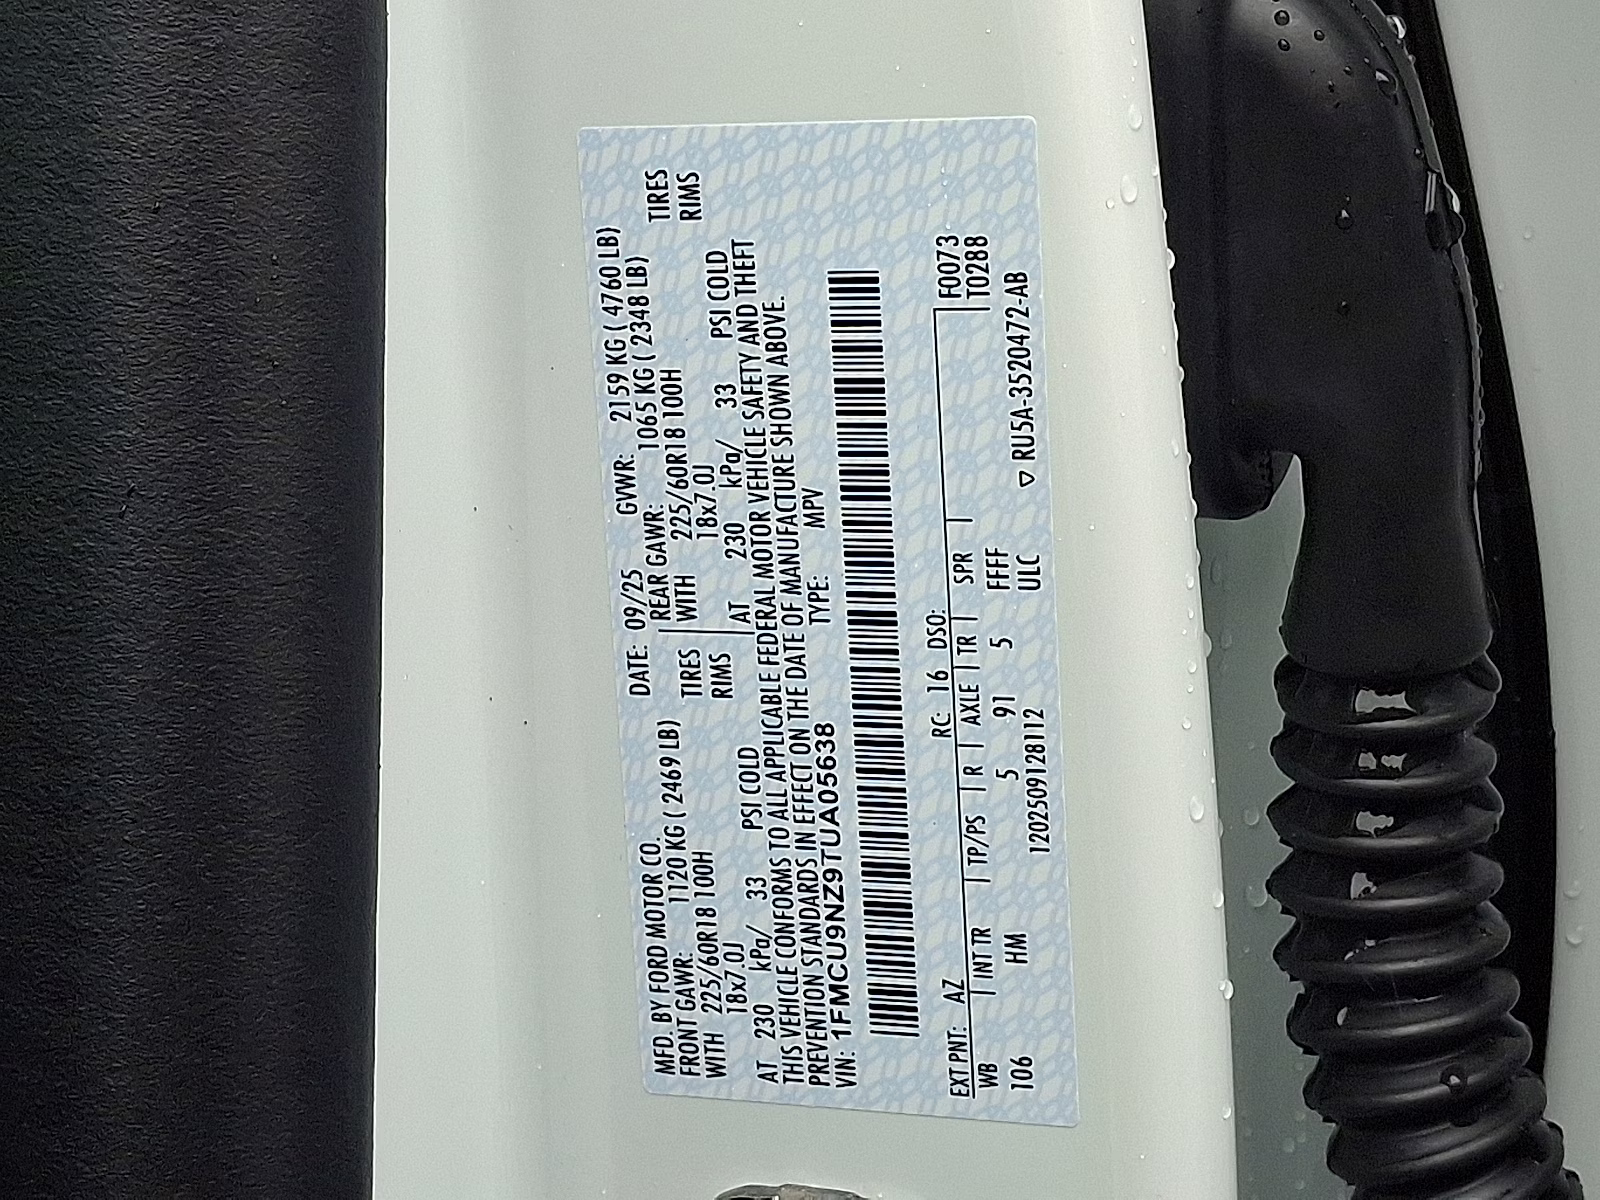 MFD. BY FORD MOTOR CO. DATE: 09/25 GVWR: 2159 KG ( 4760 LB)
FRONT GAWR: 1120 KG ( 2469 LB) REAR GAWR: 1065 KG ( 2348 LB)
WITH 225/60R18 100H TIRES WITH 225/60R18 100H TIRES
18x7.0J RIMS 18x7.0J RIMS
AT 230 kPa/ 33 PSI COLD AT 230 kPa/ 33 PSI COLD
THIS VEHICLE CONFORMS TO ALL APPLICABLE FEDERAL MOTOR VEHICLE SAFETY AND THEFT
PREVENTION STANDARDS IN EFFECT ON THE DATE OF MANUFACTURE SHOWN ABOVE.
VIN: 1FMCU9NZ9TUA05638 TYPE: MPV
EXT PNT: AZ RC: 16 DSO: F0073
WB | INT TR | TP/PS | R | AXLE | TR | SPR | T0288
106 HM 5 91 5 FFFF
12025091281 12 ULC ▽ RU5A-3520472-AB